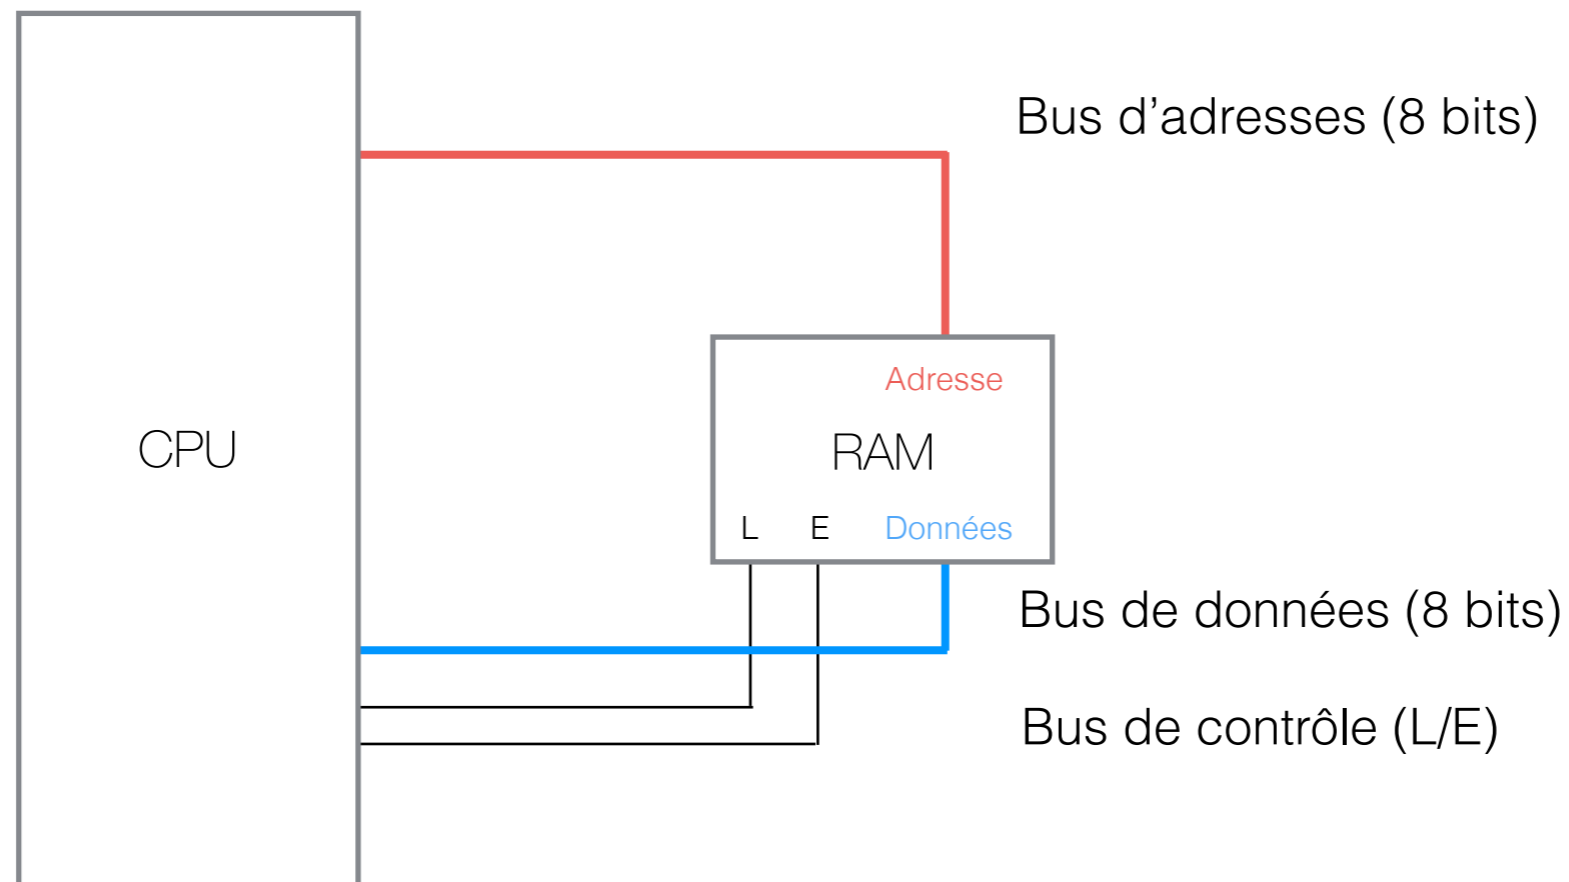 Bus d’adresses (8 bits)
Adresse
CPU
RAM
L E Données
Bus de données (8 bits)
Bus de contrôle (L/E)